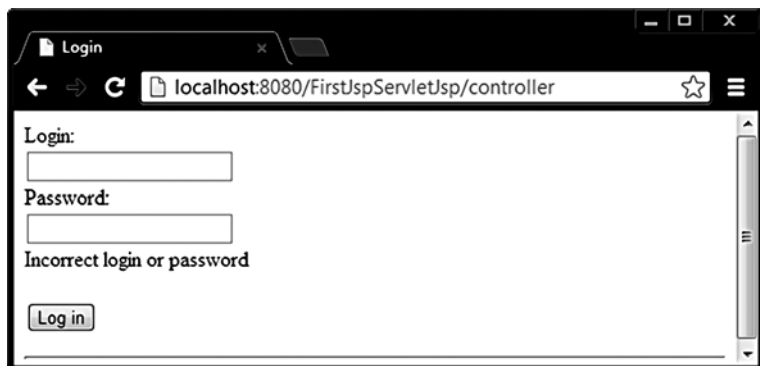 Login
localhost:8080/FirstJspServletJsp/controller
Login:
Password:
Incorrect login or password
Log in